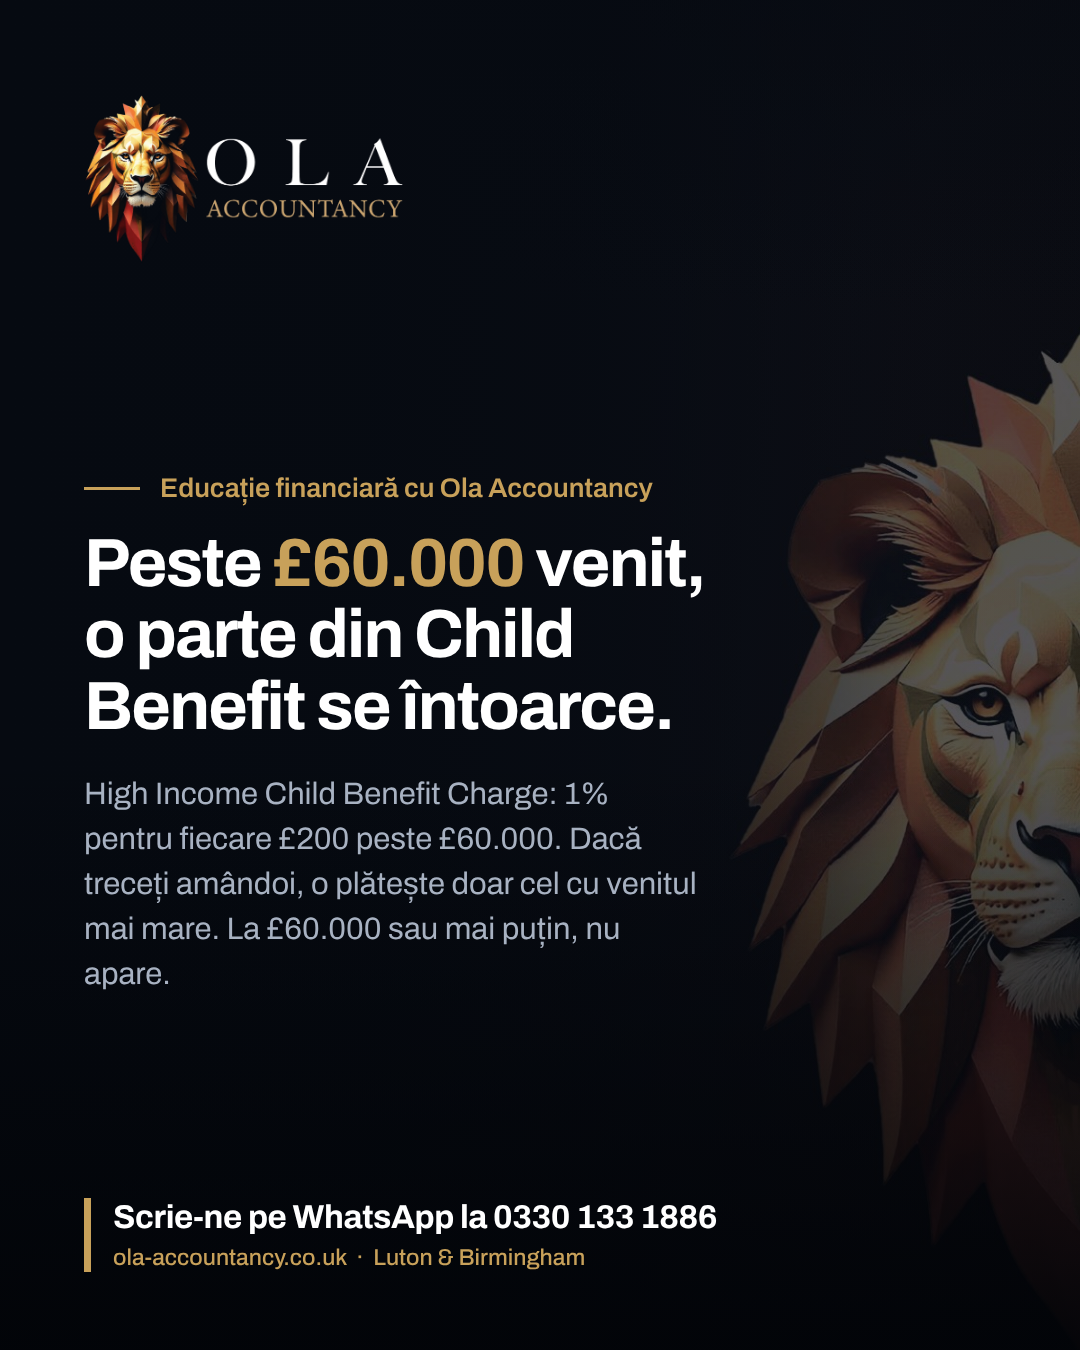 OLA
ACCOUNTANCY
Educație financiară cu Ola Accountancy
Peste £60.000 venit,
o parte din Child
Benefit se întoarce.
High Income Child Benefit Charge: 1%
pentru fiecare £200 peste £60.000. Dacă
treceți amândoi, o plătește doar cel cu venitul
mai mare. La £60.000 sau mai puțin, nu
apare.
Scrie-ne pe WhatsApp la 0330 133 1886
ola-accountancy.co.uk · Luton & Birmingham